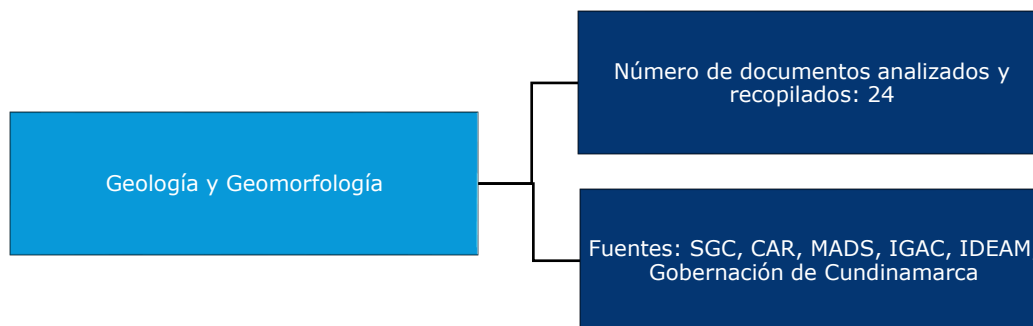 Número de documentos analizados y
recopilados: 24
Geología y Geomorfología
Fuentes: SGC, CAR, MADS, IGAC, IDEAM
Gobernación de Cundinamarca